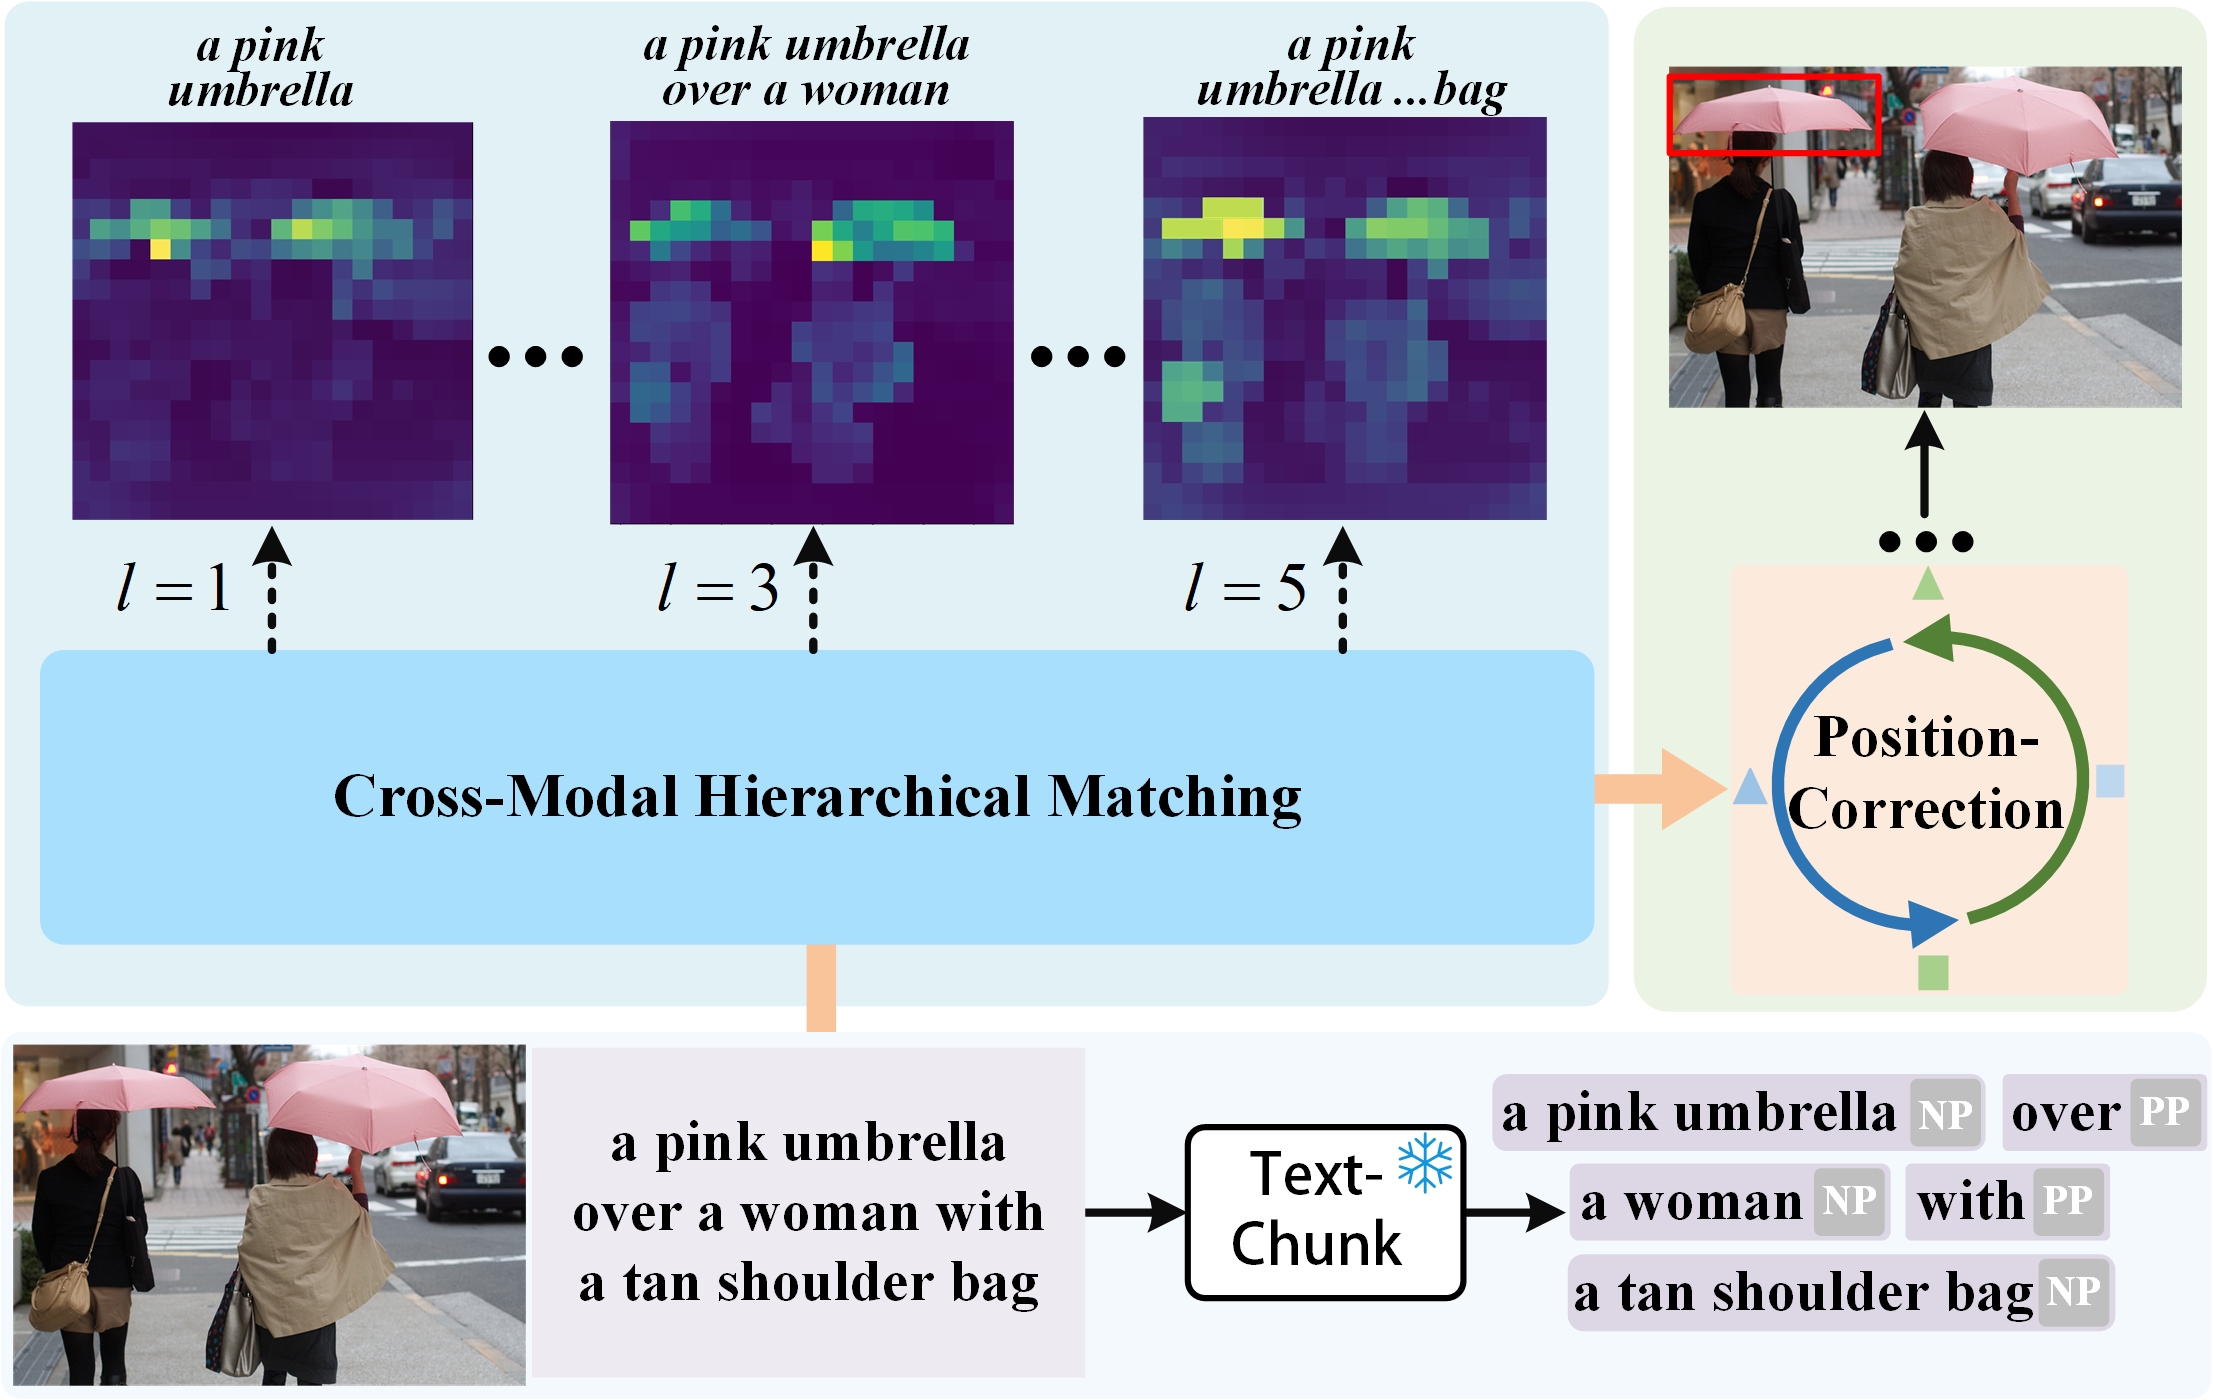 a pink
umbrella
a pink umbrella
over a woman
a pink
umbrella ...bag
l = 1
l = 3
l = 5
Cross-Modal Hierarchical Matching
Position-
Correction
a pink umbrella
over a woman with
a tan shoulder bag
Text-
Chunk
a pink umbrella NP over PP
a woman NP with PP
a tan shoulder bag NP